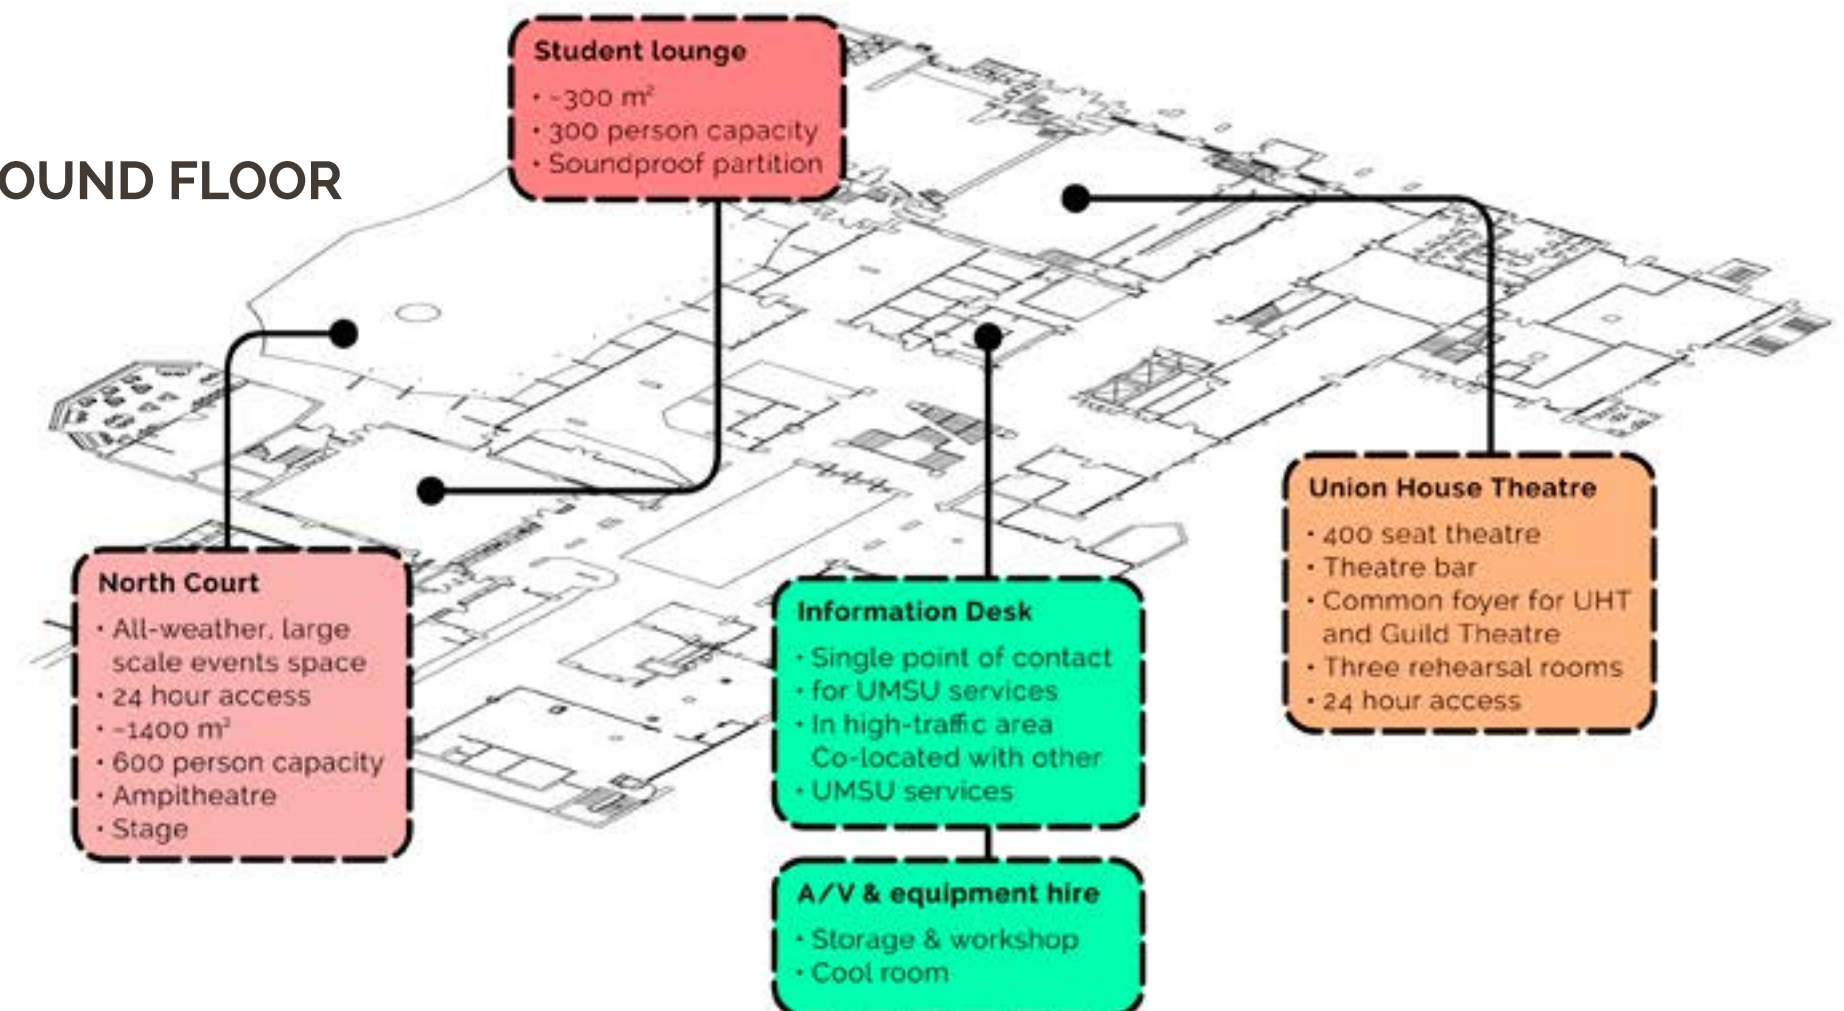 OUND FLOOR
Student lounge
• ~300 m²
• 300 person capacity
• Soundproof partition
North Court
• All-weather, large
scale events space
• 24 hour access
• ~1400 m²
• 600 person capacity
• Ampitheatre
• Stage
Information Desk
• Single point of contact
• for UMSU services
• In high-traffic area
Co-located with other
• UMSU services
A/V & equipment hire
• Storage & workshop
• Cool room
Union House Theatre
• 400 seat theatre
• Theatre bar
• Common foyer for UHT
and Guild Theatre
• Three rehearsal rooms
• 24 hour access